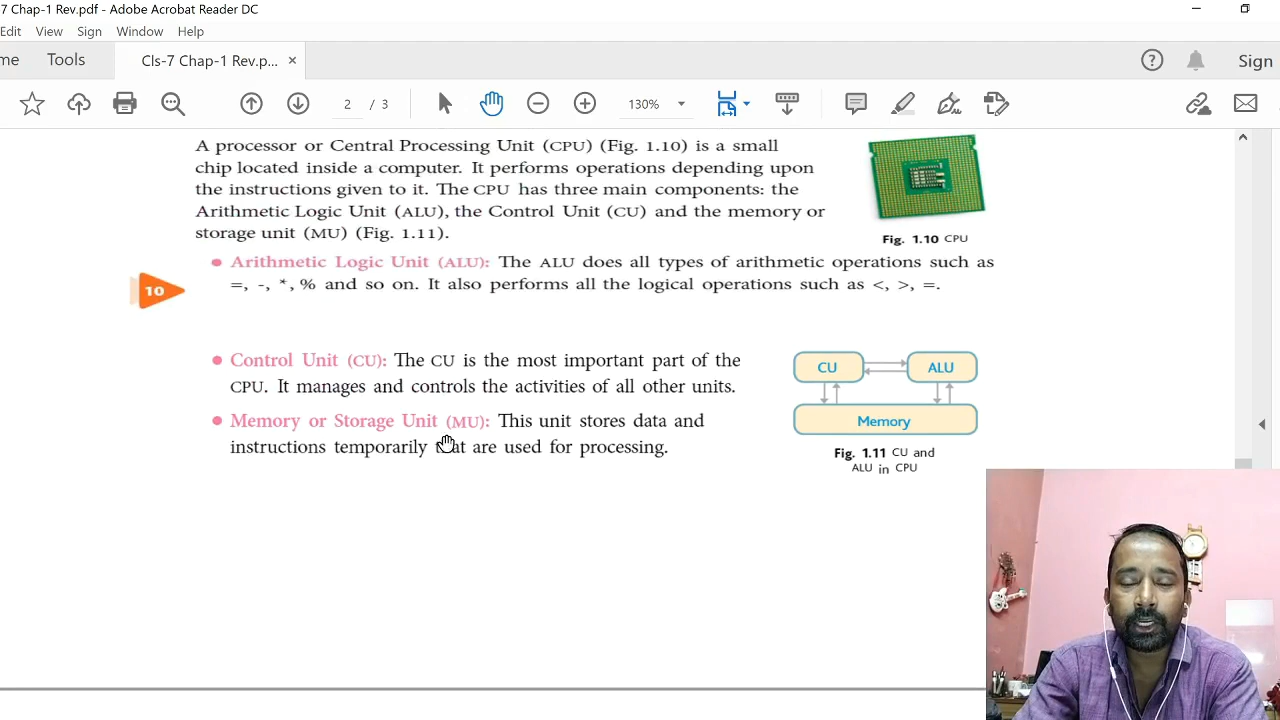 7 Chap-1 Rev.pdf - Adobe Acrobat Reader DC
Edit View Sign Window Help
me Tools Cls-7 Chap-1 Rev.p... × ? Sign
2 / 3 130%
A processor or Central Processing Unit (CPU) (Fig. 1.10) is a small
chip located inside a computer. It performs operations depending upon
the instructions given to it. The CPU has three main components: the
Arithmetic Logic Unit (ALU), the Control Unit (CU) and the memory or
storage unit (MU) (Fig. 1.11).
Fig. 1.10 CPU
• Arithmetic Logic Unit (ALU): The ALU does all types of arithmetic operations such as
=, -, *, % and so on. It also performs all the logical operations such as <, >, =.
10
• Control Unit (CU): The CU is the most important part of the
CPU. It manages and controls the activities of all other units.
• Memory or Storage Unit (MU): This unit stores data and
instructions temporarily that are used for processing.
CU ALU
Memory
Fig. 1.11 CU and
ALU in CPU